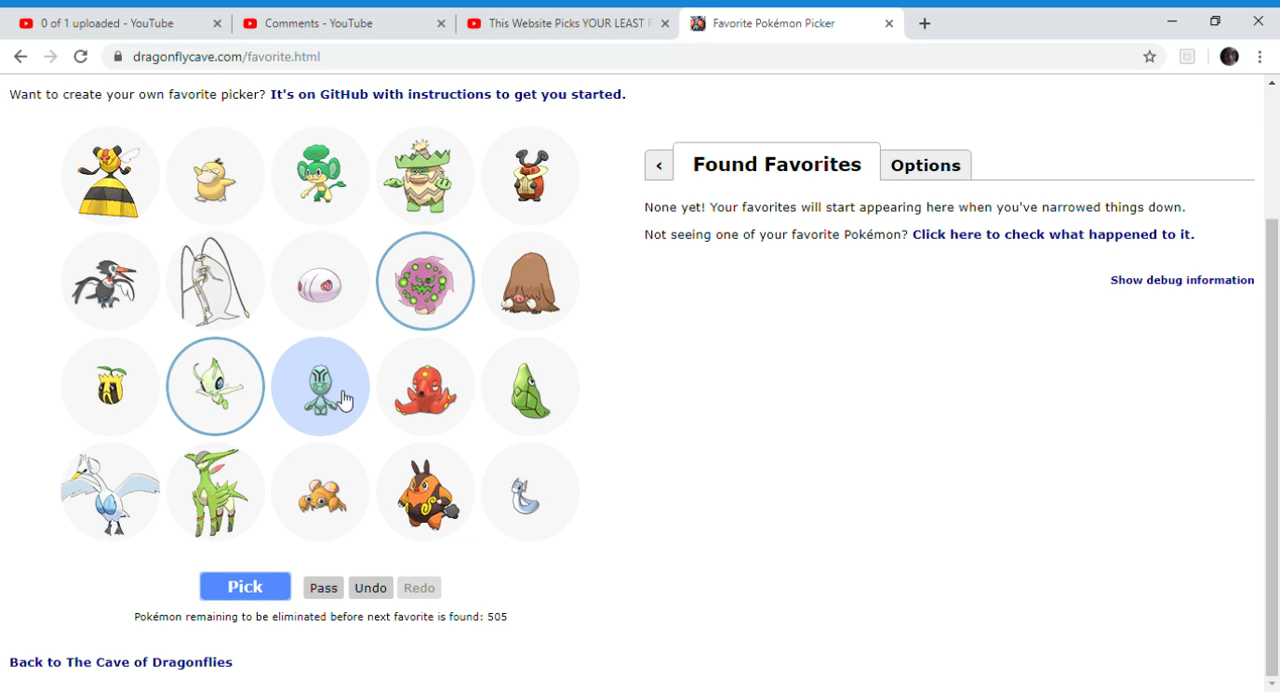 0 of 1 uploaded - YouTube
Comments - YouTube
This Website Picks YOUR LEAST F
Favorite Pokémon Picker
dragonflycave.com/favorite.html
Want to create your own favorite picker? It's on GitHub with instructions to get you started.
‹
Found Favorites
Options
None yet! Your favorites will start appearing here when you've narrowed things down.
Not seeing one of your favorite Pokémon? Click here to check what happened to it.
Show debug information
Pick
Pass
Undo
Redo
Pokémon remaining to be eliminated before next favorite is found: 505
Back to The Cave of Dragonflies